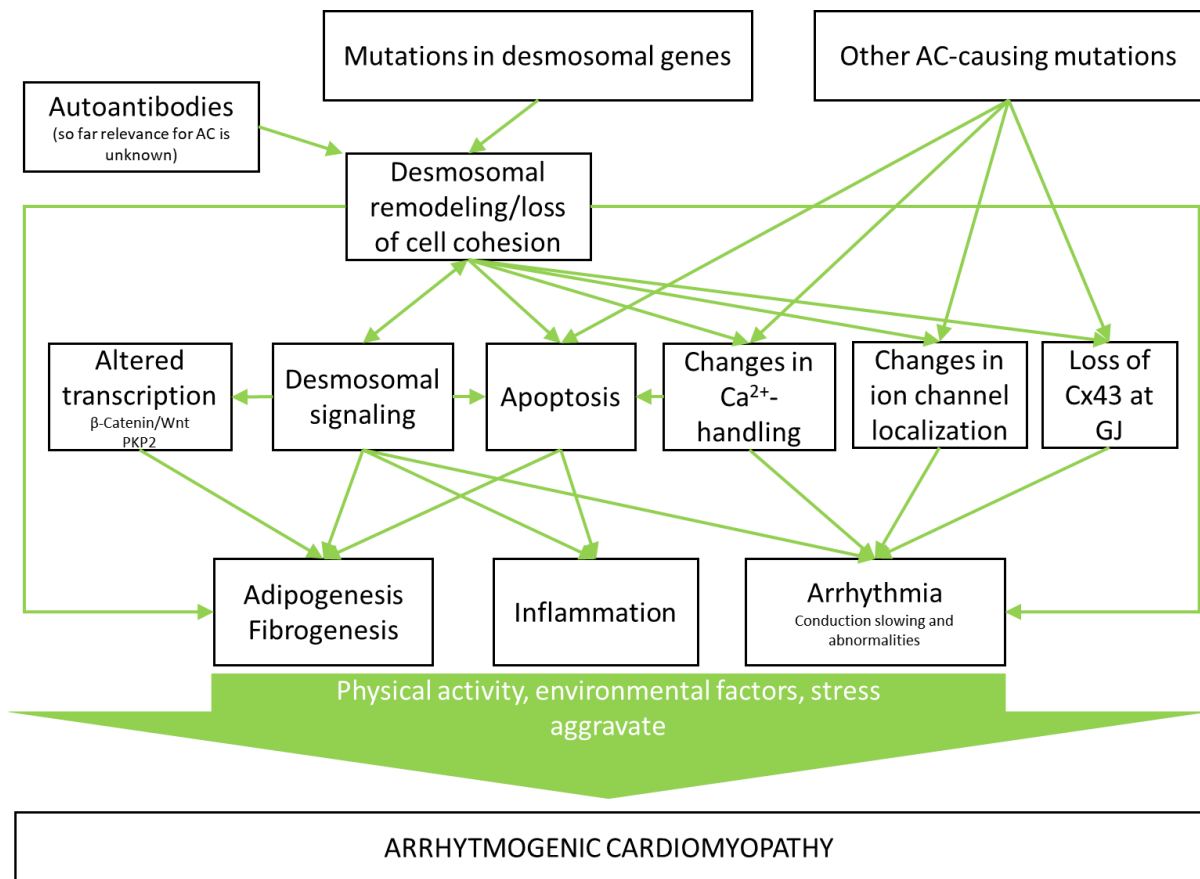 Mutations in desmosomal genes
Other AC-causing mutations
Autoantibodies
(so far relevance for AC is
unknown)
Desmosomal
remodeling/loss
of cell cohesion
Altered
transcription
β-Catenin/Wnt
PKP2
Desmosomal
signaling
Apoptosis
Changes in
Ca²⁺-
handling
Changes in
ion channel
localization
Loss of
Cx43 at
GJ
Adipogenesis
Fibrogenesis
Inflammation
Arrhythmia
Conduction slowing and
abnormalities
Physical activity, environmental factors, stress
aggravate
ARRHYTMOGENIC CARDIOMYOPATHY